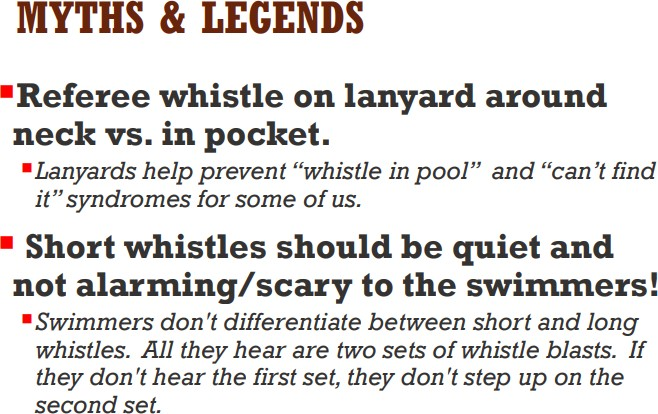 MYTHS & LEGENDS
▪Referee whistle on lanyard around
neck vs. in pocket.
▪Lanyards help prevent “whistle in pool” and “can’t find
it” syndromes for some of us.
▪ Short whistles should be quiet and
not alarming/scary to the swimmers!
▪Swimmers don't differentiate between short and long
whistles. All they hear are two sets of whistle blasts. If
they don't hear the first set, they don't step up on the
second set.